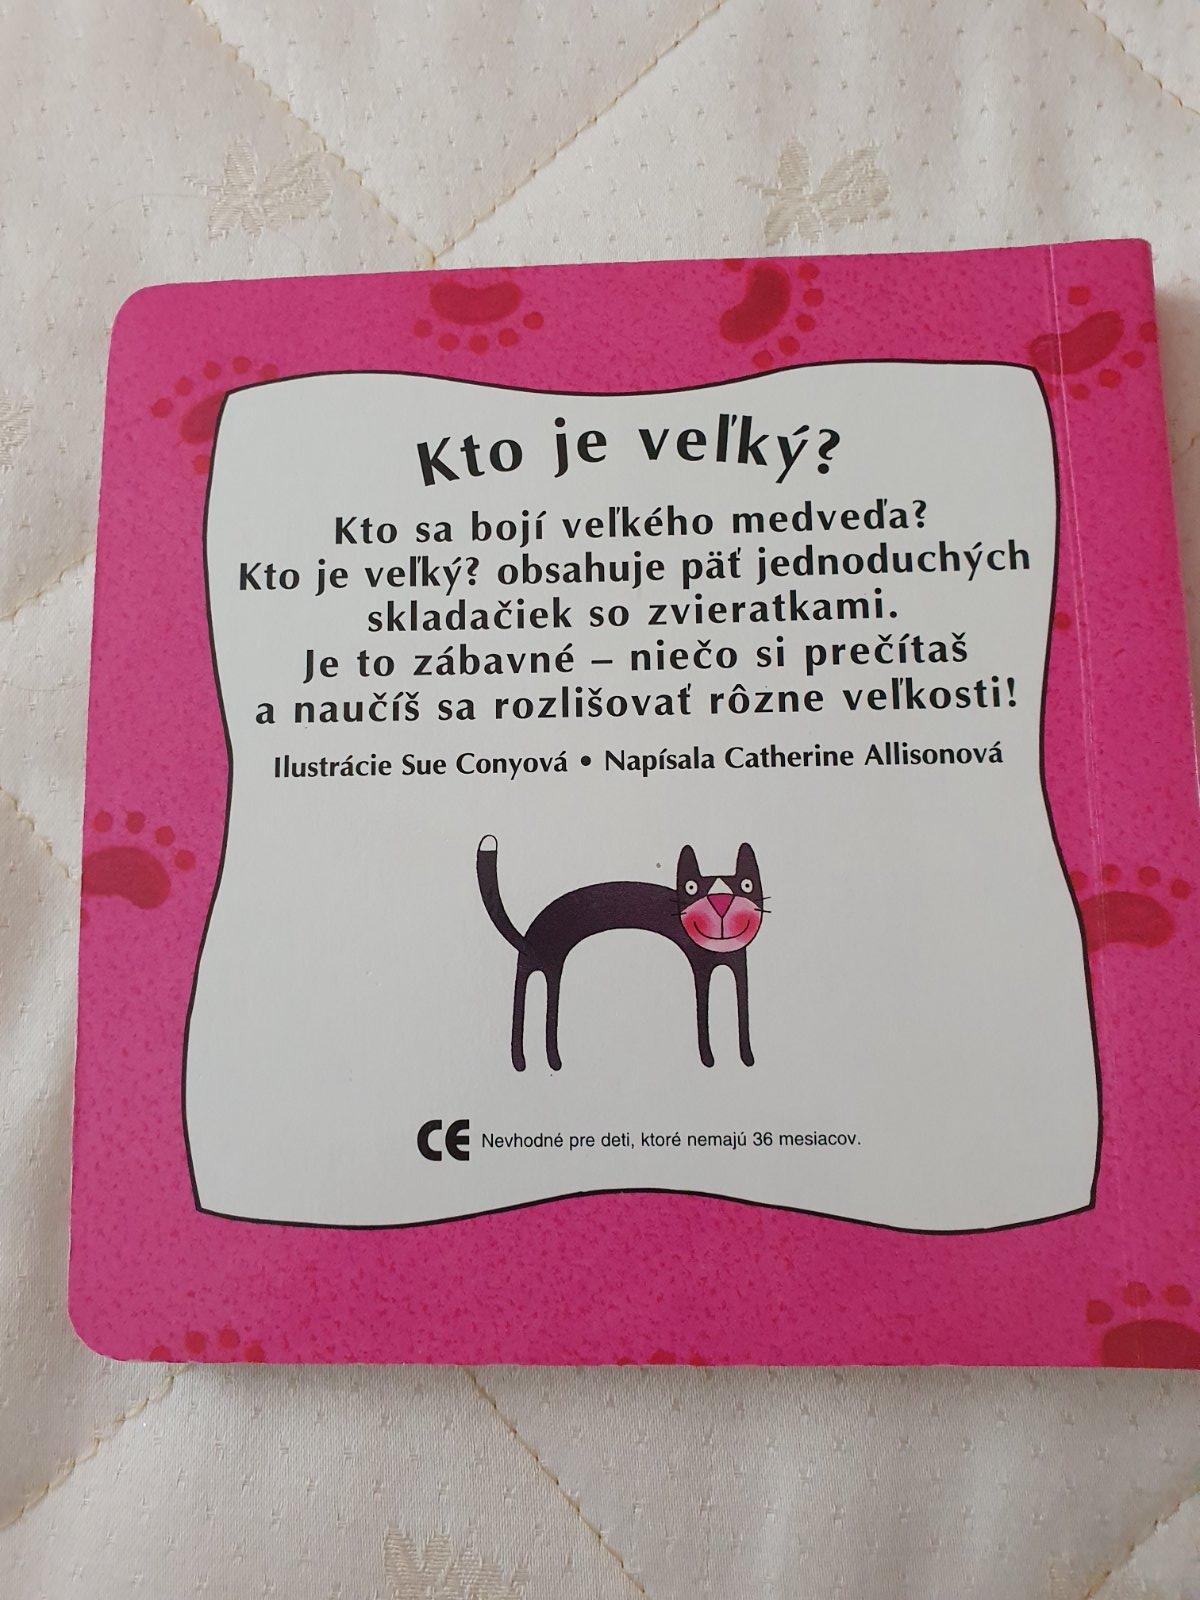 Kto je veľký?
Kto sa bojí veľkého medveďa?
Kto je veľký? obsahuje päť jednoduchých
skladačiek so zvieratkami.
Je to zábavné – niečo si prečítaš
a naučíš sa rozlišovať rôzne veľkosti!
Ilustrácie Sue Conyová • Napísala Catherine Allisonová
CE Nevhodné pre deti, ktoré nemajú 36 mesiacov.